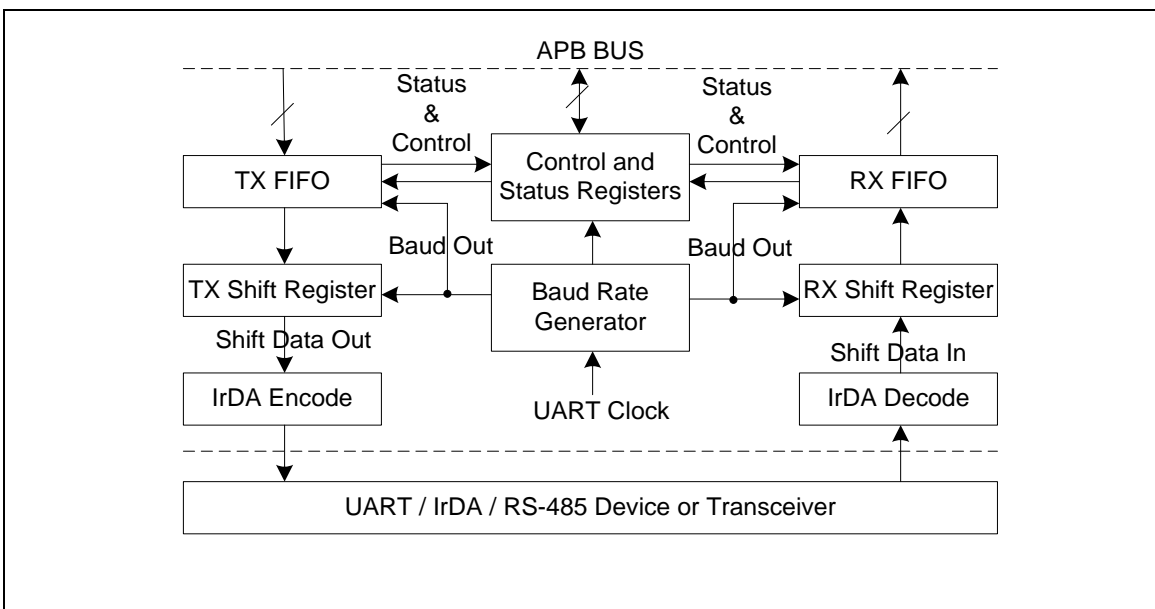 APB BUS
Status
&
Control
Status
&
Control
TX FIFO
Control and
Status Registers
RX FIFO
Baud Out
Baud Out
TX Shift Register
Baud Rate
Generator
RX Shift Register
Shift Data Out
Shift Data In
IrDA Encode
UART Clock
IrDA Decode
UART / IrDA / RS-485 Device or Transceiver